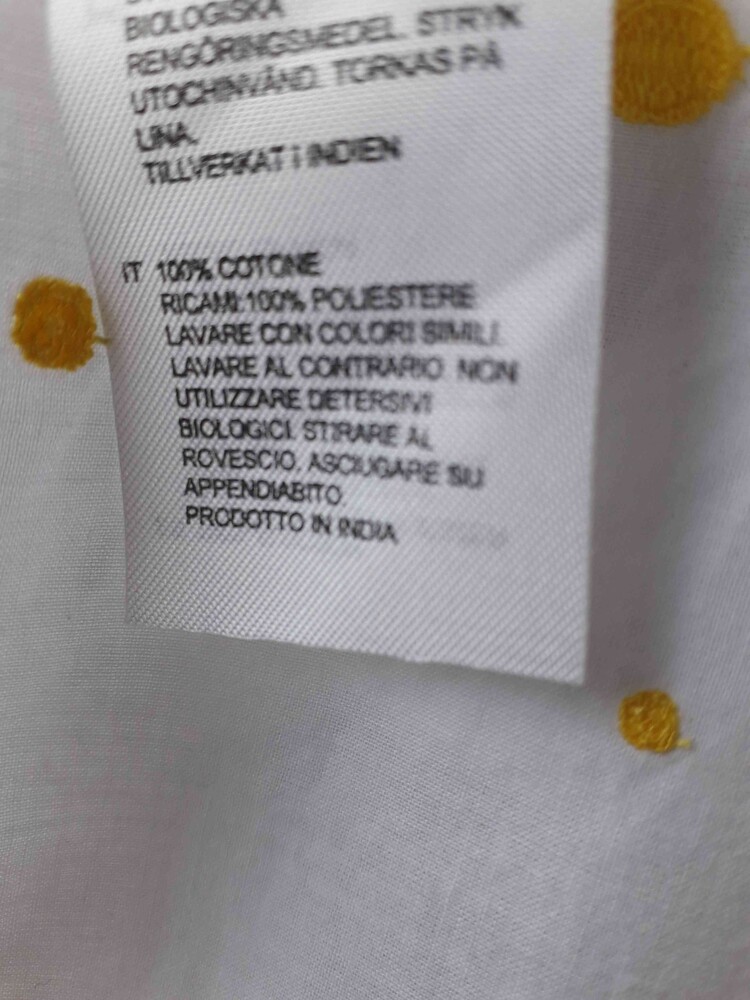 BIOLOGISKA
RENGÖRINGSMEDEL. STRYK
UTOCHINVÄND. TORKAS PÅ
LINA.
TILLVERKAT I INDIEN
IT 100% COTONE
RICAMI:100% POLIESTERE
LAVARE CON COLORI SIMILI.
LAVARE AL CONTRARIO NON
UTILIZZARE DETERSIVI
BIOLOGICI. STIRARE AL
ROVESCIO. ASCIUGARE SU
APPENDIABITO
PRODOTTO IN INDIA